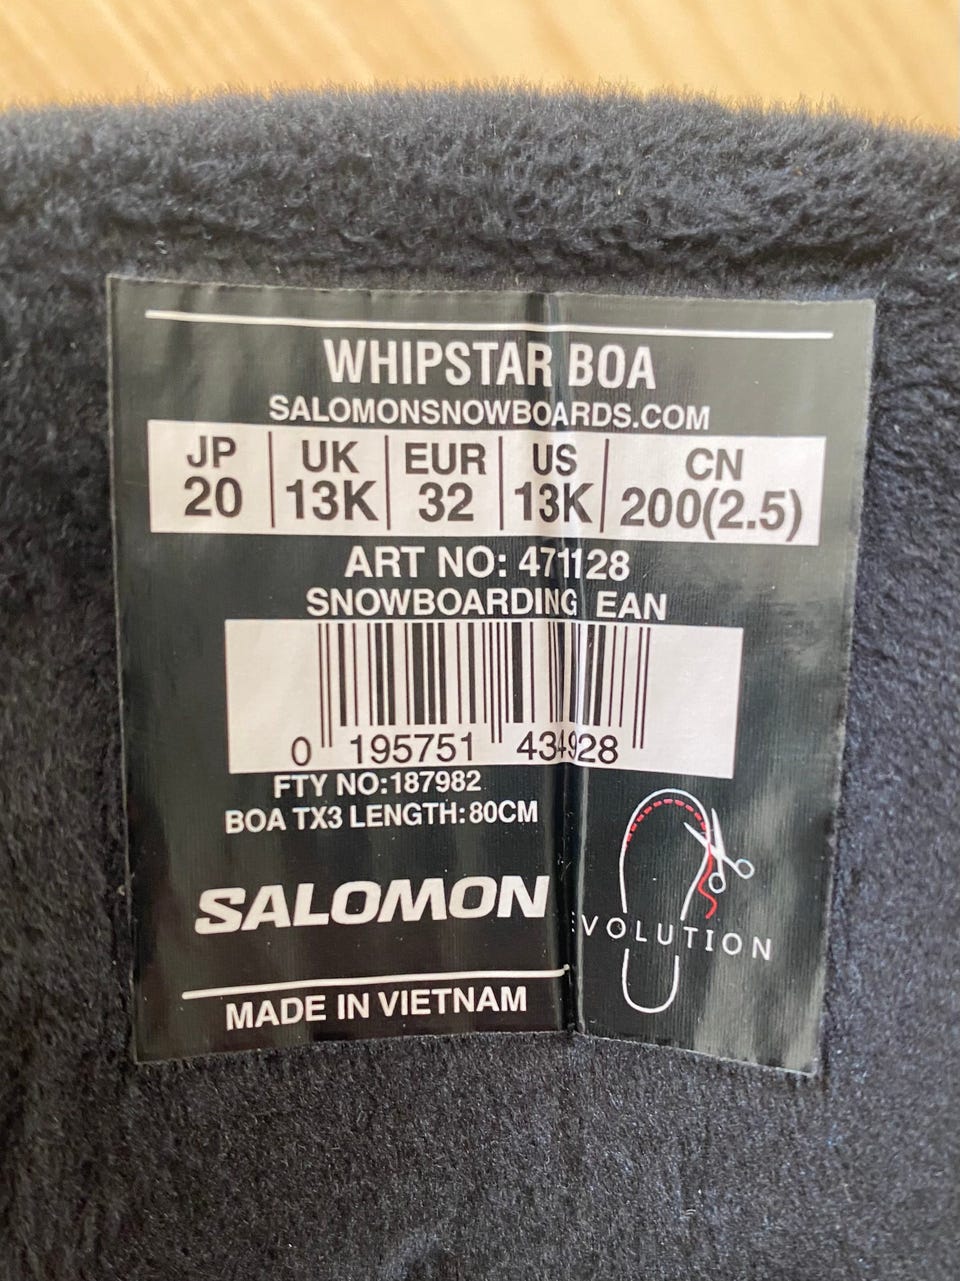 WHIPSTAR BOA
SALOMONSNOWBOARDS.COM
JP UK EUR US CN
20 13K 32 13K 200(2.5)
ART NO: 471128
SNOWBOARDING EAN
0 195751 434928
FTY NO:187982
BOA TX3 LENGTH:80CM
SALOMON
EVOLUTION
MADE IN VIETNAM